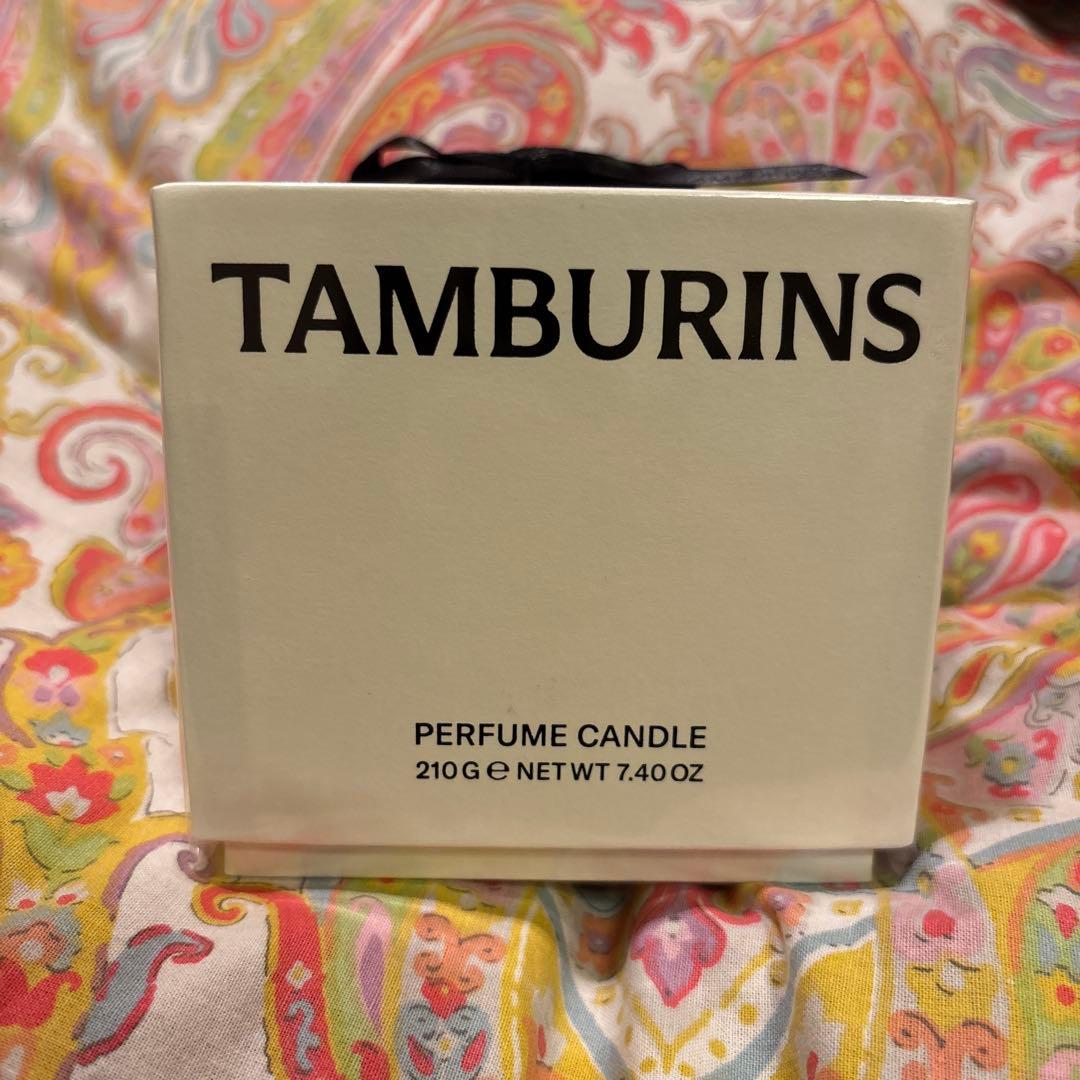 TAMBURINS
PERFUME CANDLE
210 G ℮ NET WT 7.40 OZ